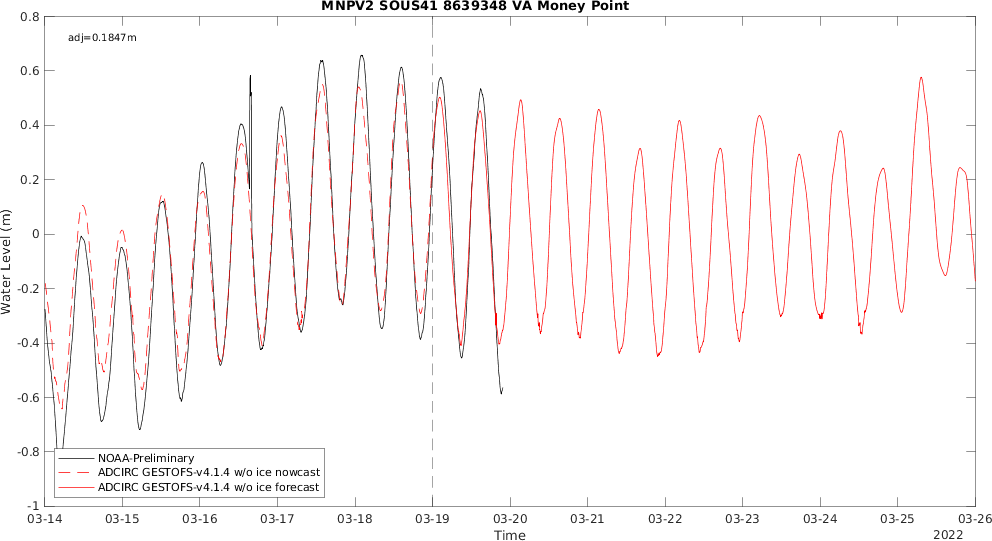 MNPV2 SOUS41 8639348 VA Money Point
0.8
adj=0.1847m
0.6
0.4
0.2
0
-0.2
-0.4
-0.6
-0.8
-1
Water Level (m)
NOAA-Preliminary
ADCIRC GESTOFS-v4.1.4 w/o ice nowcast
ADCIRC GESTOFS-v4.1.4 w/o ice forecast
03-14 03-15 03-16 03-17 03-18 03-19 03-20 03-21 03-22 03-23 03-24 03-25 03-26
Time
2022